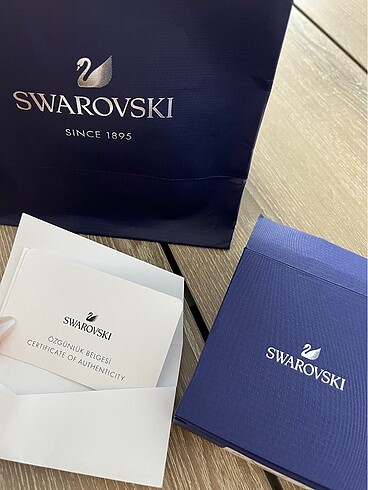 SWAROVSKI
SINCE 1895
SWAROVSKI
ÖZGÜNLÜK BELGESİ
CERTIFICATE OF AUTHENTICITY
SWAROVSKI